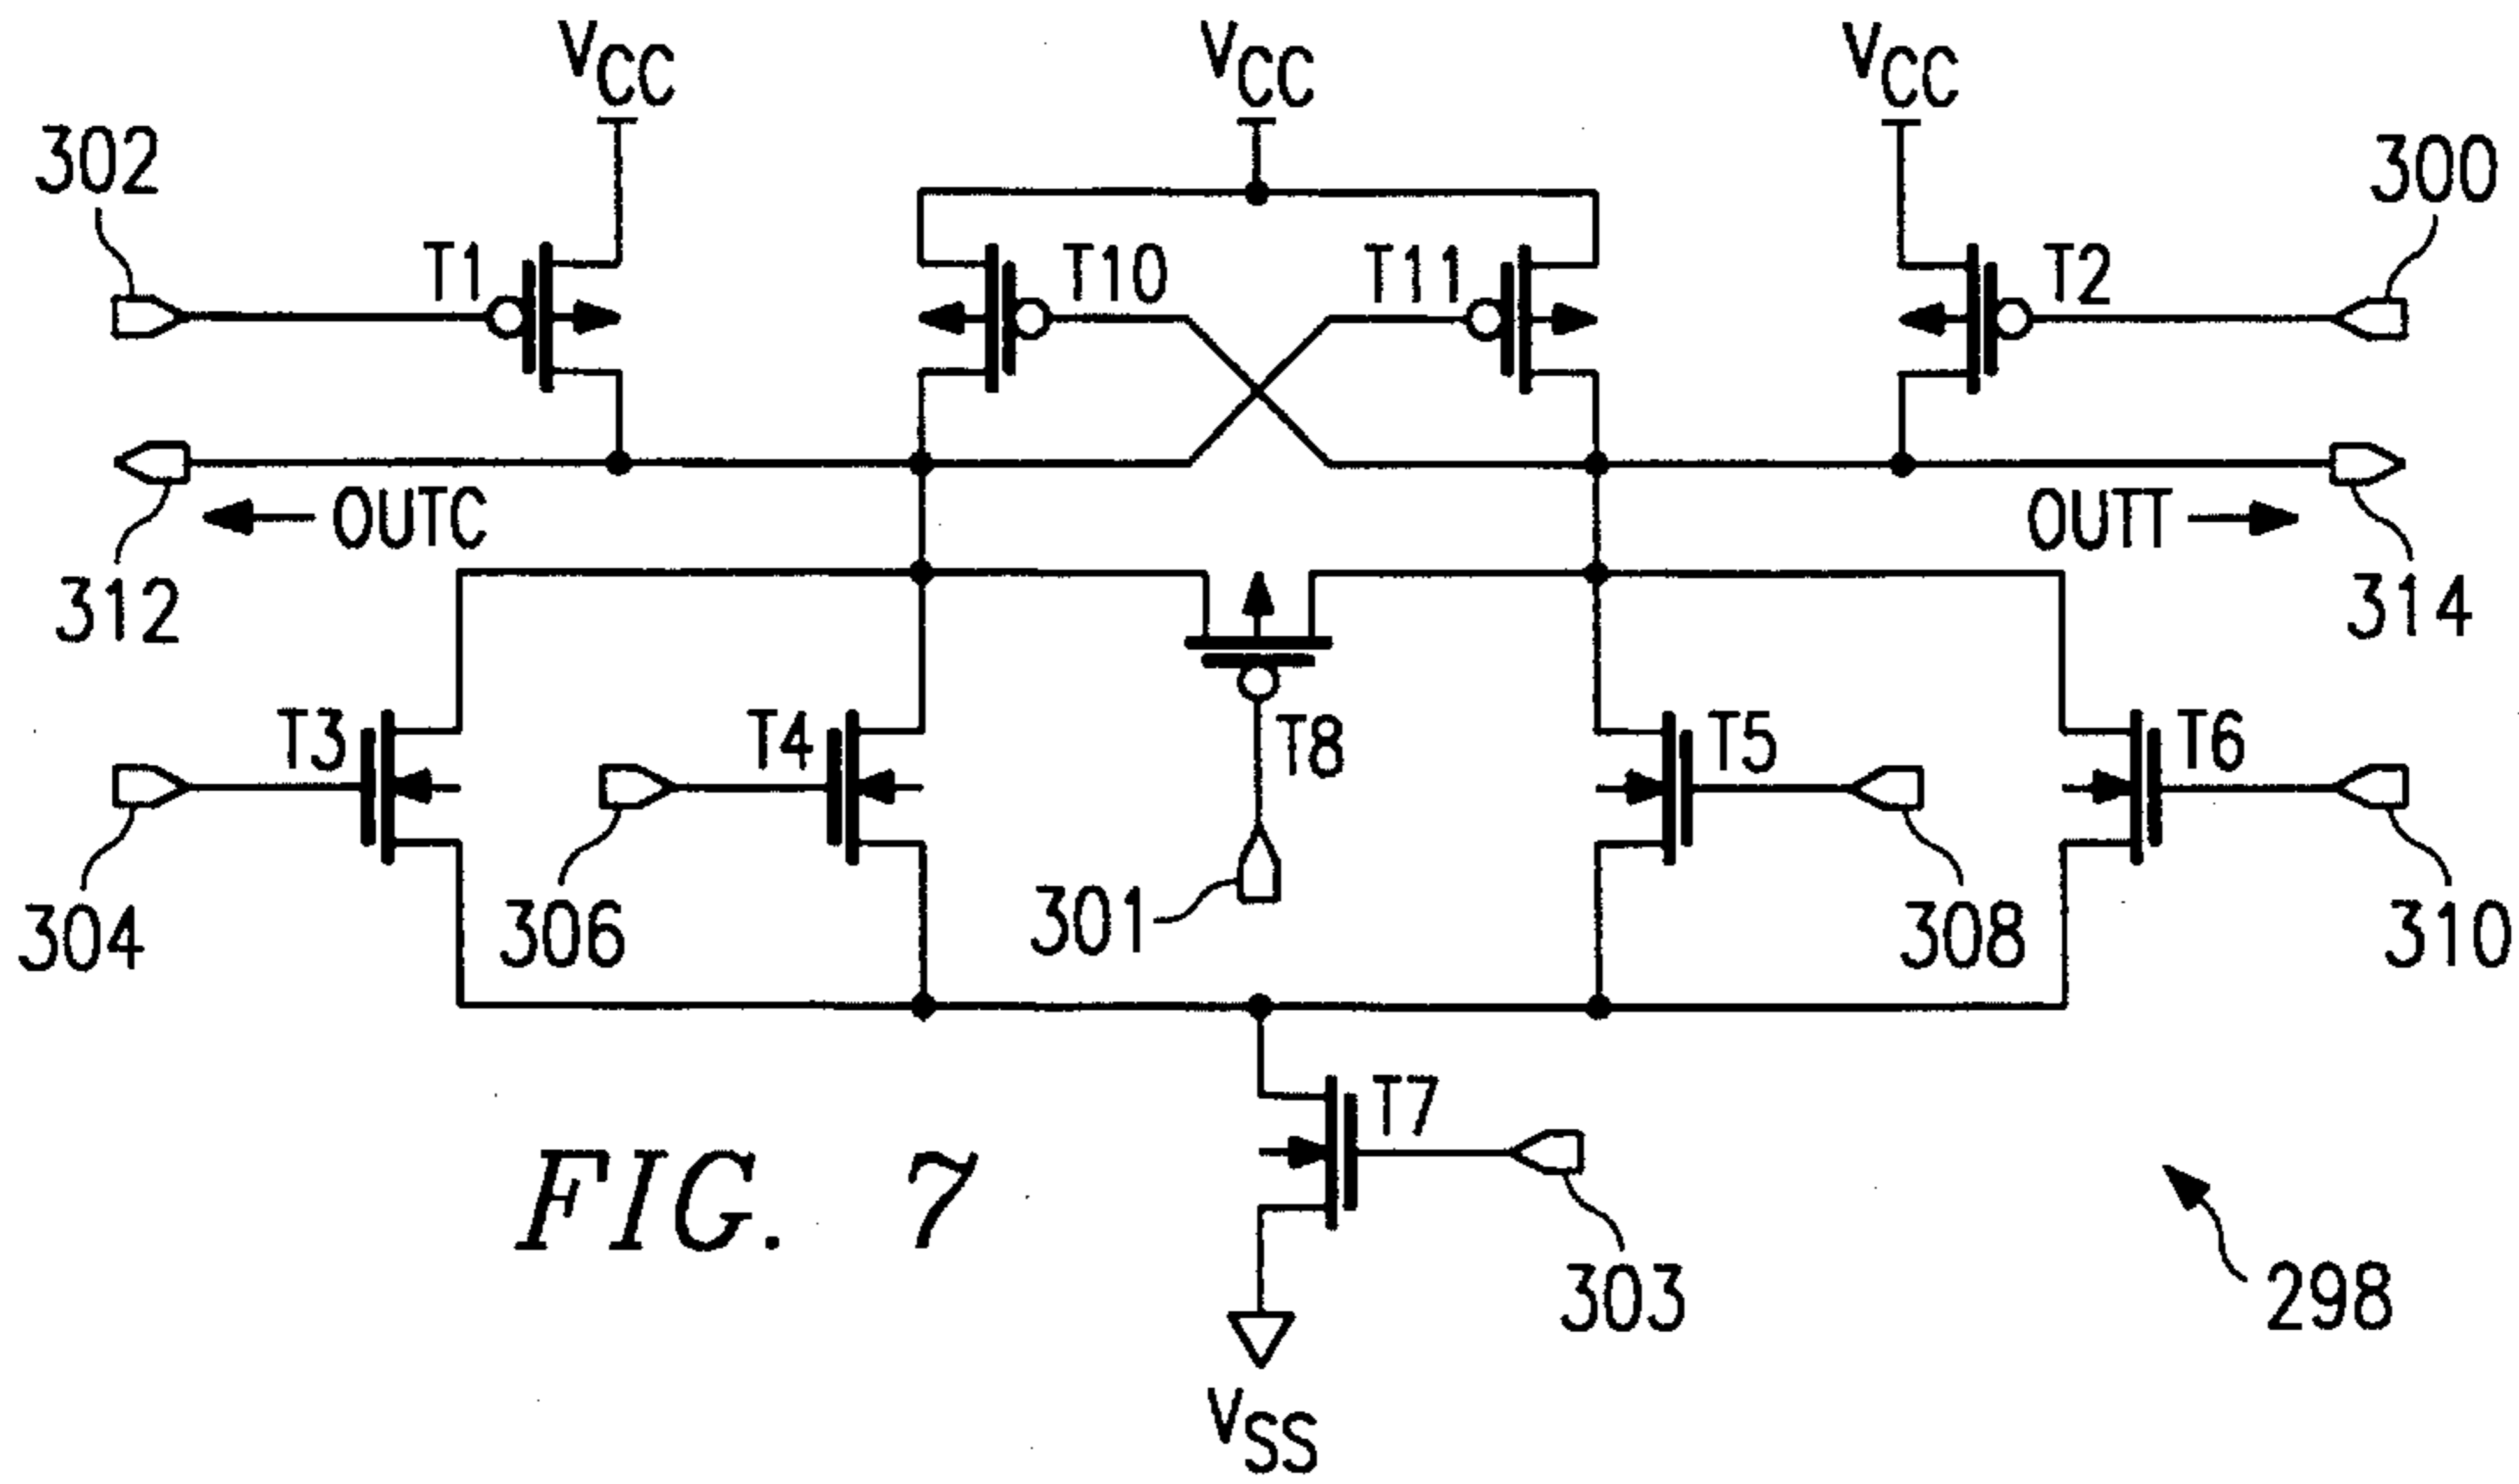 VCC VCC VCC
302 300
T1 T10 T11 T2
OUTC OUTT
312 314
T3 T4 T8 T5 T6
304 306 301 308 310
T7
FIG. 7
303 298
VSS